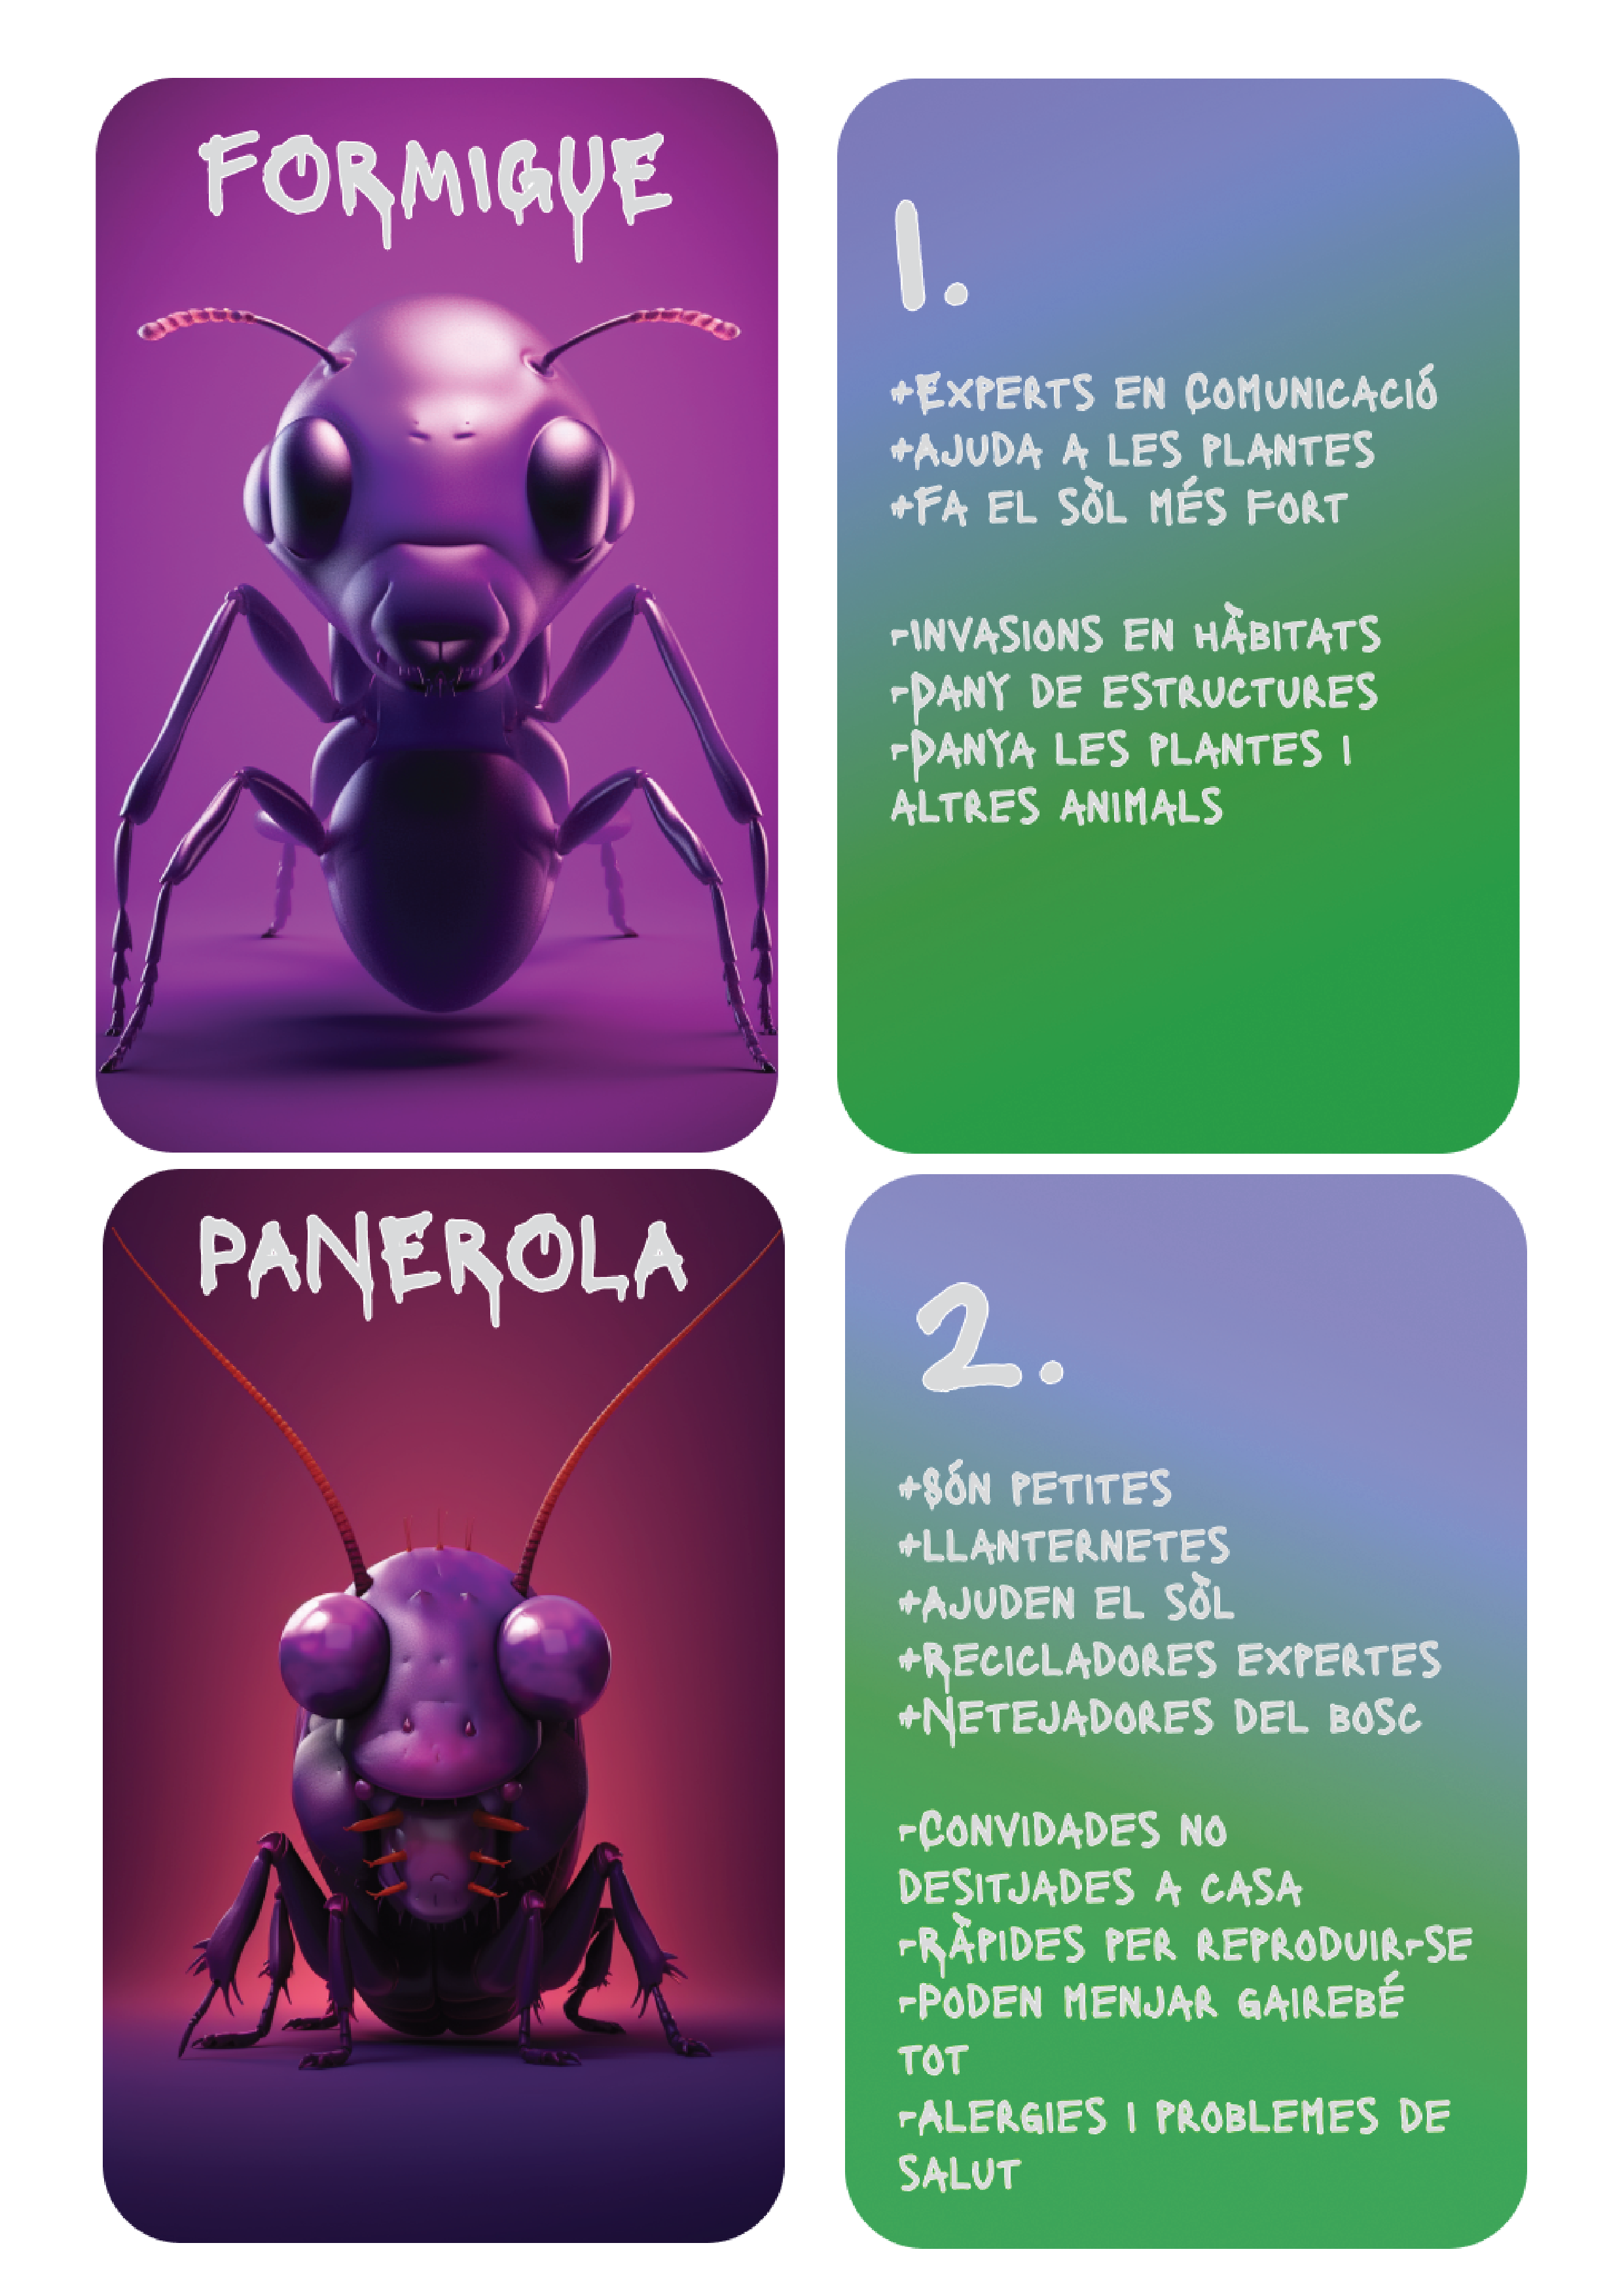 FORMIGUE
1.
+EXPERTS EN COMUNICACIÓ
+AJUDA A LES PLANTES
+FA EL SÒL MÉS FORT
-INVASIONS EN HÀBITATS
-DANY DE ESTRUCTURES
-DANYA LES PLANTES I
ALTRES ANIMALS
PANEROLA
2.
+SÓN PETITES
+LLANTERNETES
+AJUDEN EL SÒL
+RECICLADORES EXPERTES
+NETEJADORES DEL BOSC
-CONVIDADES NO
DESITJADES A CASA
-RÀPIDES PER REPRODUIR-SE
-PODEN MENJAR GAIREBÉ
TOT
-ALERGIES I PROBLEMES DE
SALUT